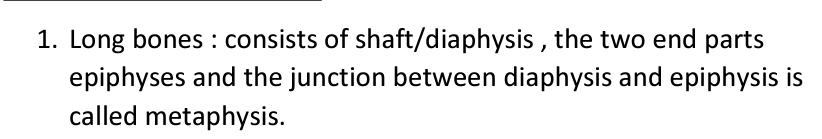 1. Long bones : consists of shaft/diaphysis , the two end parts
epiphyses and the junction between diaphysis and epiphysis is
called metaphysis.